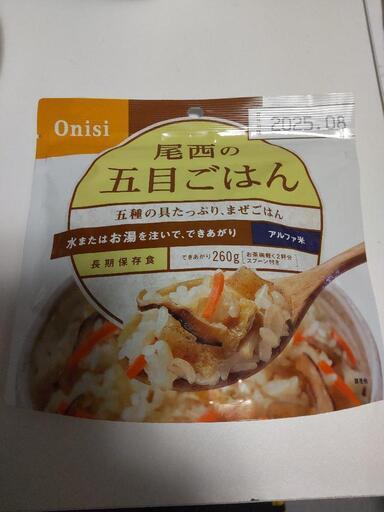 Onisi
2025.08
尾西の
五目ごはん
五種の具たっぷり、まぜごはん
水またはお湯を注いで、できあがり
アルファ米
長期保存食
できあがり260g
お茶碗軽く2杯分
スプーン付き